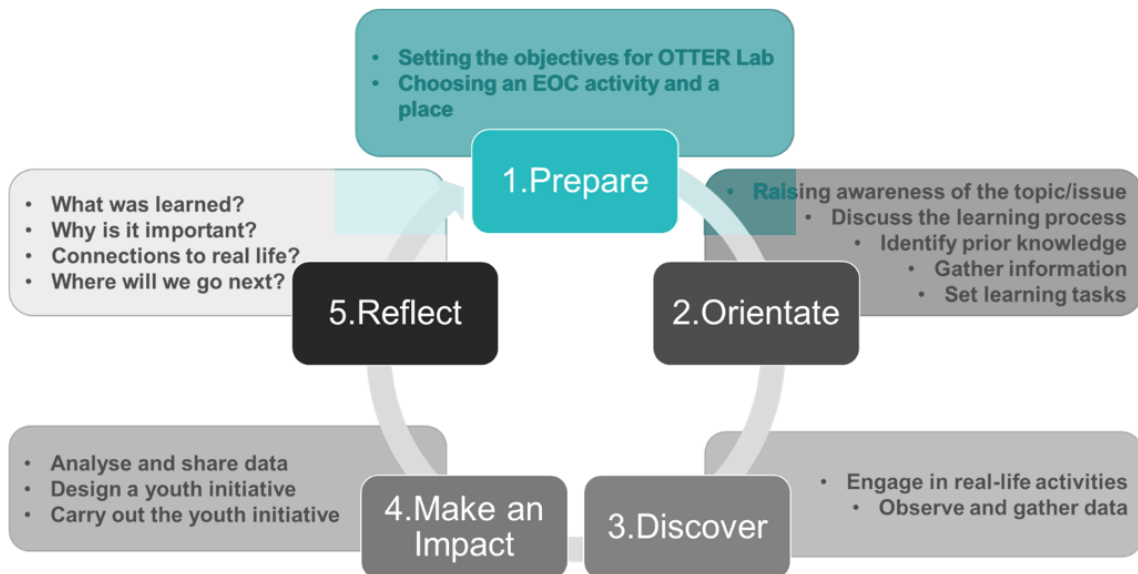 • Setting the objectives for OTTER Lab
• Choosing an EOC activity and a
place
1.Prepare
• Raising awareness of the topic/issue
• Discuss the learning process
• Identify prior knowledge
• Gather information
• Set learning tasks
2.Orientate
• Engage in real-life activities
• Observe and gather data
3.Discover
• Analyse and share data
• Design a youth initiative
• Carry out the youth initiative
4.Make an
Impact
• What was learned?
• Why is it important?
• Connections to real life?
• Where will we go next?
5.Reflect